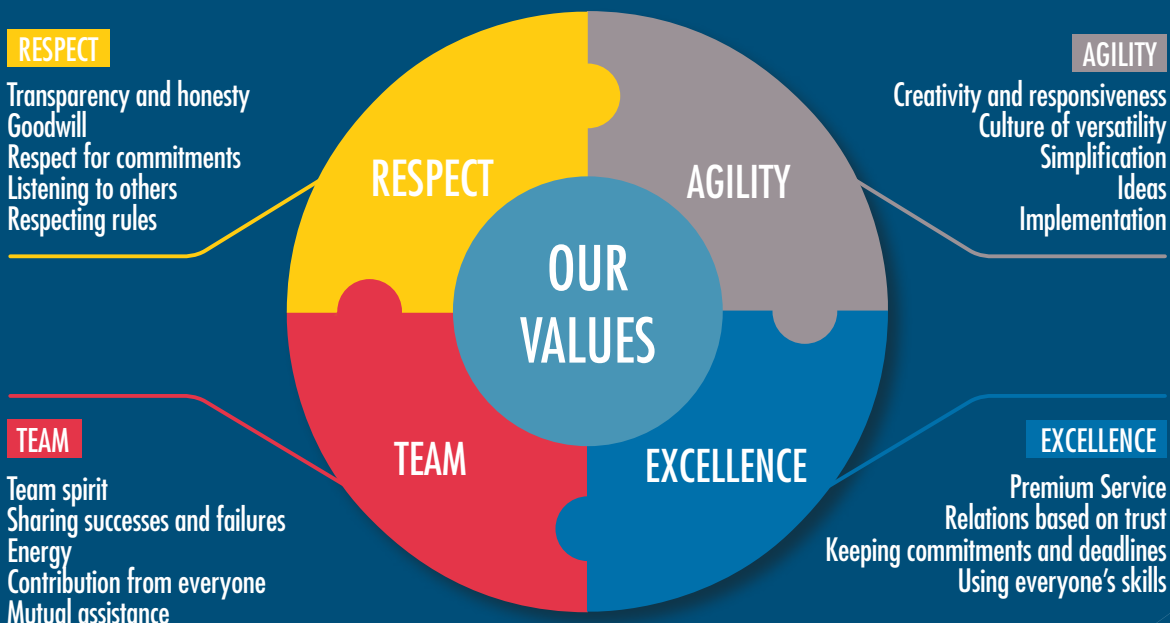 RESPECT
Transparency and honesty
Goodwill
Respect for commitments
Listening to others
Respecting rules
AGILITY
Creativity and responsiveness
Culture of versatility
Simplification
Ideas
Implementation
RESPECT
AGILITY
OUR
VALUES
TEAM
EXCELLENCE
TEAM
Team spirit
Sharing successes and failures
Energy
Contribution from everyone
Mutual assistance
EXCELLENCE
Premium Service
Relations based on trust
Keeping commitments and deadlines
Using everyone’s skills